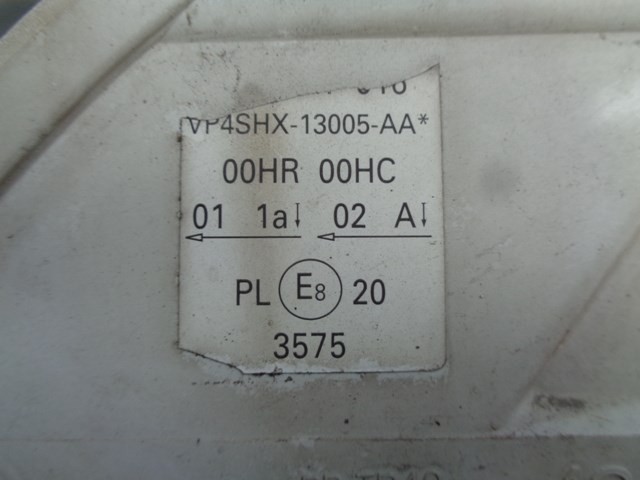 VP4SHX-13005-AA*
00HR 00HC
01 1a↓ 02 A↓
PL E8 20
3575